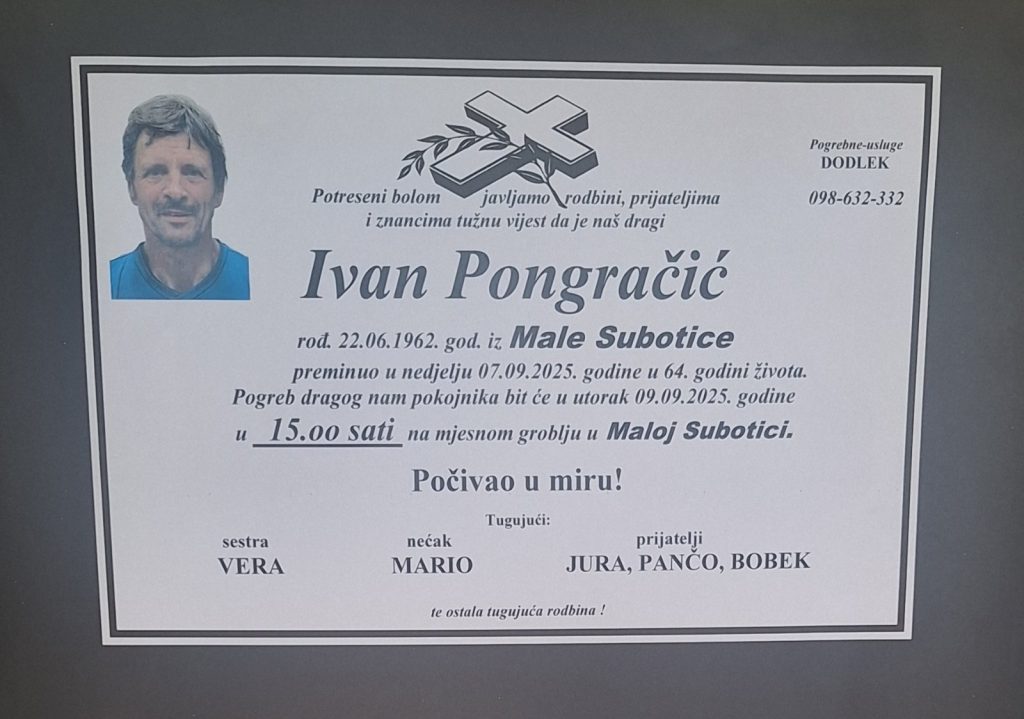 Pogrebne-usluge
DODLEK
098-632-332
Potreseni bolom javljamo rodbini, prijateljima
i znancima tužnu vijest da je naš dragi
Ivan Pongračić
rođ. 22.06.1962. god. iz Male Subotice
preminuo u nedjelju 07.09.2025. godine u 64. godini života.
Pogreb dragog nam pokojnika bit će u utorak 09.09.2025. godine
u 15.oo sati na mjesnom groblju u Maloj Subotici.
Počivao u miru!
Tugujući:
sestra nećak prijatelji
VERA MARIO JURA, PANČO, BOBEK
te ostala tugujuća rodbina !